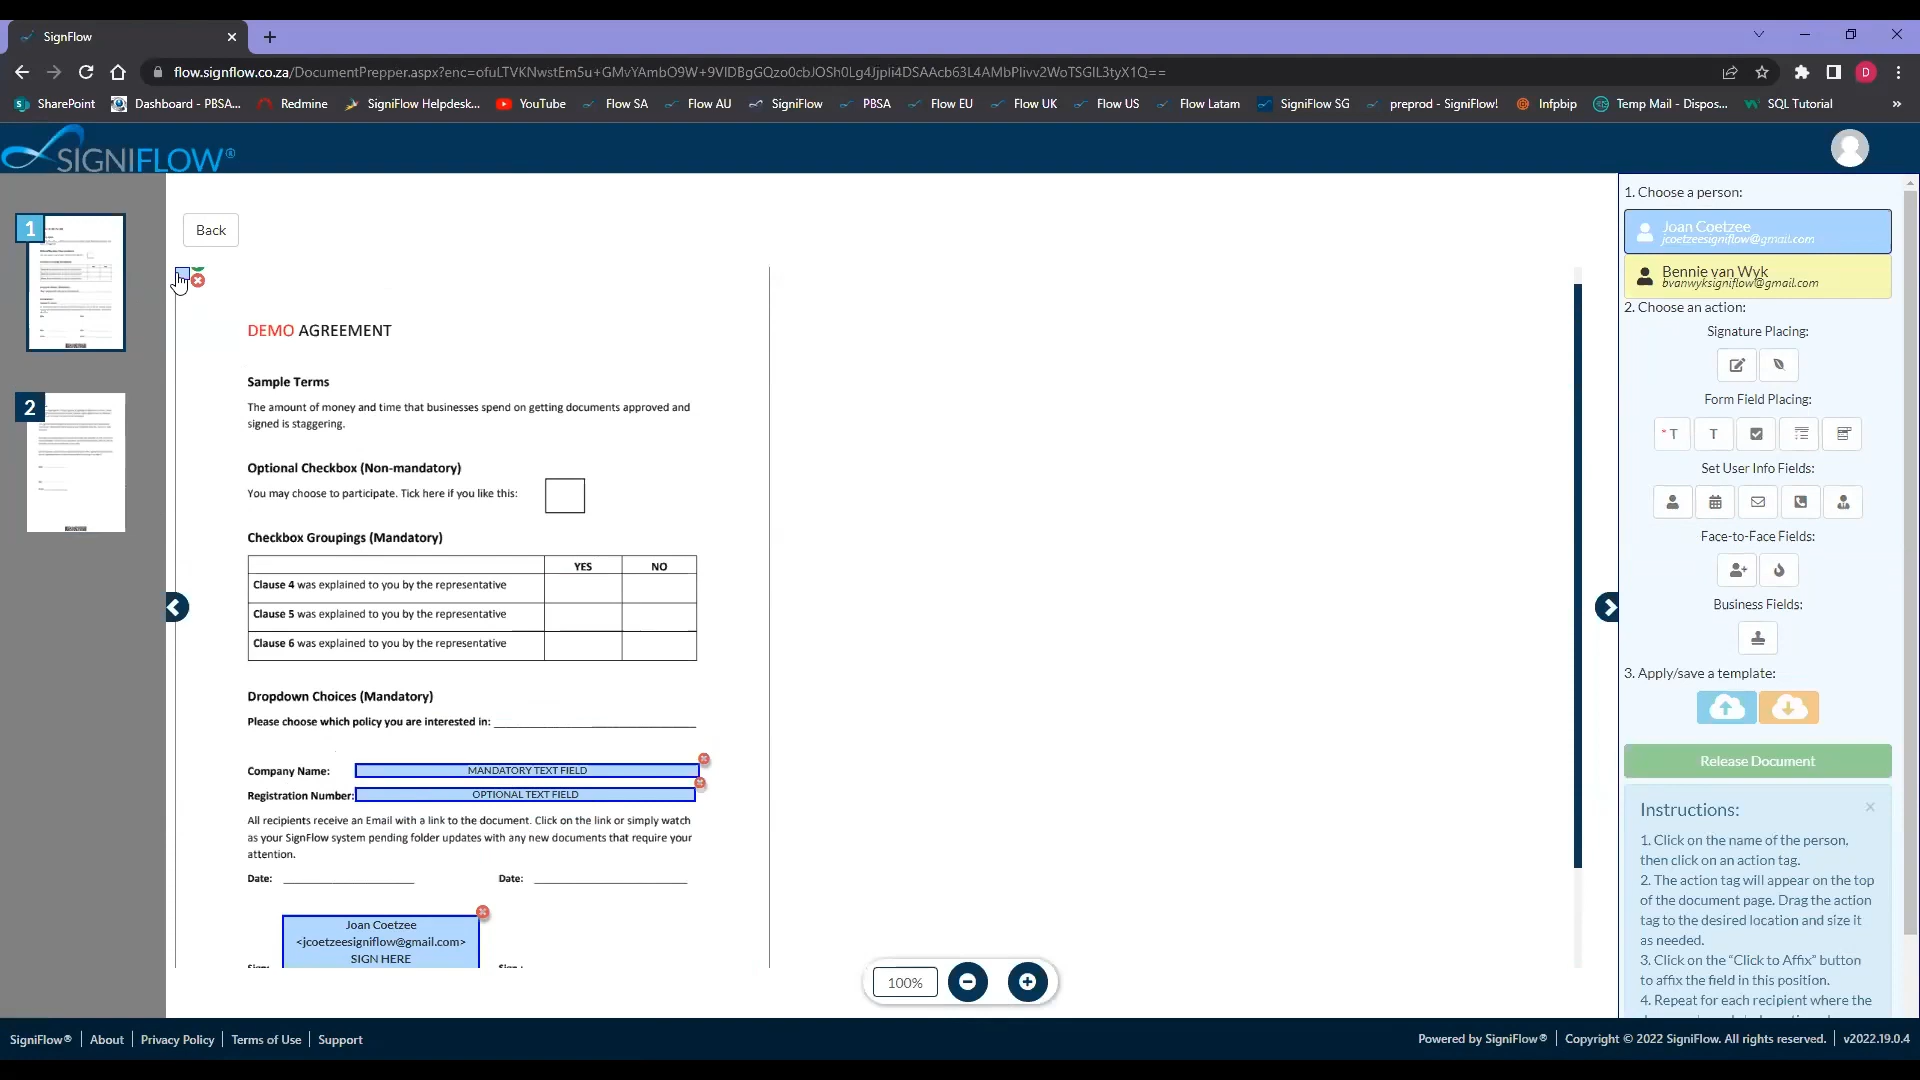 SignFlow
flow.signflow.co.za/DocumentPrepper.aspx?enc=ofuLTVKNwstEm5u+GMvYAmbO9W+9VIDBgGQzo0cbJOSh0Lg4Jjpli4DSAAcb63L4AMbPlivv2WoTSGIL3tyX1Q==
D
SharePoint
Dashboard - PBSA,...
Redmine
SigniFlow Helpdesk...
YouTube
Flow SA
Flow AU
SigniFlow
PBSA
Flow EU
Flow UK
Flow US
Flow Latam
SigniFlow SG
preprod - SigniFlow!
Infpbip
Temp Mail - Dispos...
SQL Tutorial
SIGNIFLOW®
1
2
Back
DEMO AGREEMENT
Sample Terms
The amount of money and time that businesses spend on getting documents approved and
signed is staggering.
Optional Checkbox (Non-mandatory)
You may choose to participate. Tick here if you like this:
Checkbox Groupings (Mandatory)
YES NO
Clause 4 was explained to you by the representative
Clause 5 was explained to you by the representative
Clause 6 was explained to you by the representative
Dropdown Choices (Mandatory)
Please choose which policy you are interested in:
Company Name: MANDATORY TEXT FIELD
Registration Number: OPTIONAL TEXT FIELD
All recipients receive an Email with a link to the document. Click on the link or simply watch
as your SignFlow system pending folder updates with any new documents that require your
attention.
Date: Date:
Joan Coetzee
<jcoetzeesigniflow@gmail.com>
SIGN HERE
100%
1. Choose a person:
Joan Coetzee
jcoetzeesigniflow@gmail.com
Bennie van Wyk
bvanwyksigniflow@gmail.com
2. Choose an action:
Signature Placing:
Form Field Placing:
* T
T
Set User Info Fields:
Face-to-Face Fields:
Business Fields:
3. Apply/save a template:
Release Document
Instructions:
1. Click on the name of the person,
then click on an action tag.
2. The action tag will appear on the top
of the document page. Drag the action
tag to the desired location and size it
as needed.
3. Click on the “Click to Affix” button
to affix the field in this position.
4. Repeat for each recipient where the
SigniFlow® | About | Privacy Policy | Terms of Use | Support
Powered by SigniFlow® | Copyright © 2022 SigniFlow. All rights reserved. | v2022.19.0.4